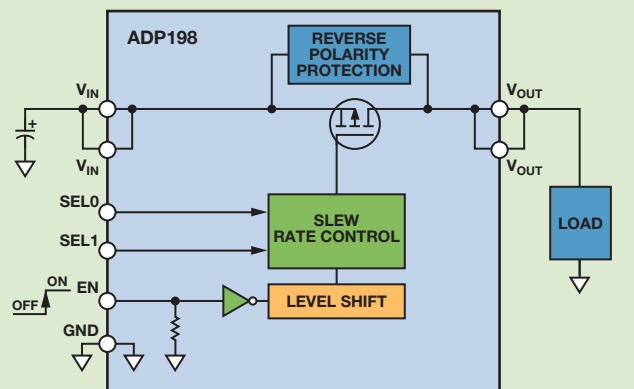 ADP198
REVERSE
POLARITY
PROTECTION
VIN
VOUT
+
VIN
VOUT
SEL0
SLEW
RATE CONTROL
LOAD
SEL1
ON
EN
OFF
LEVEL SHIFT
GND